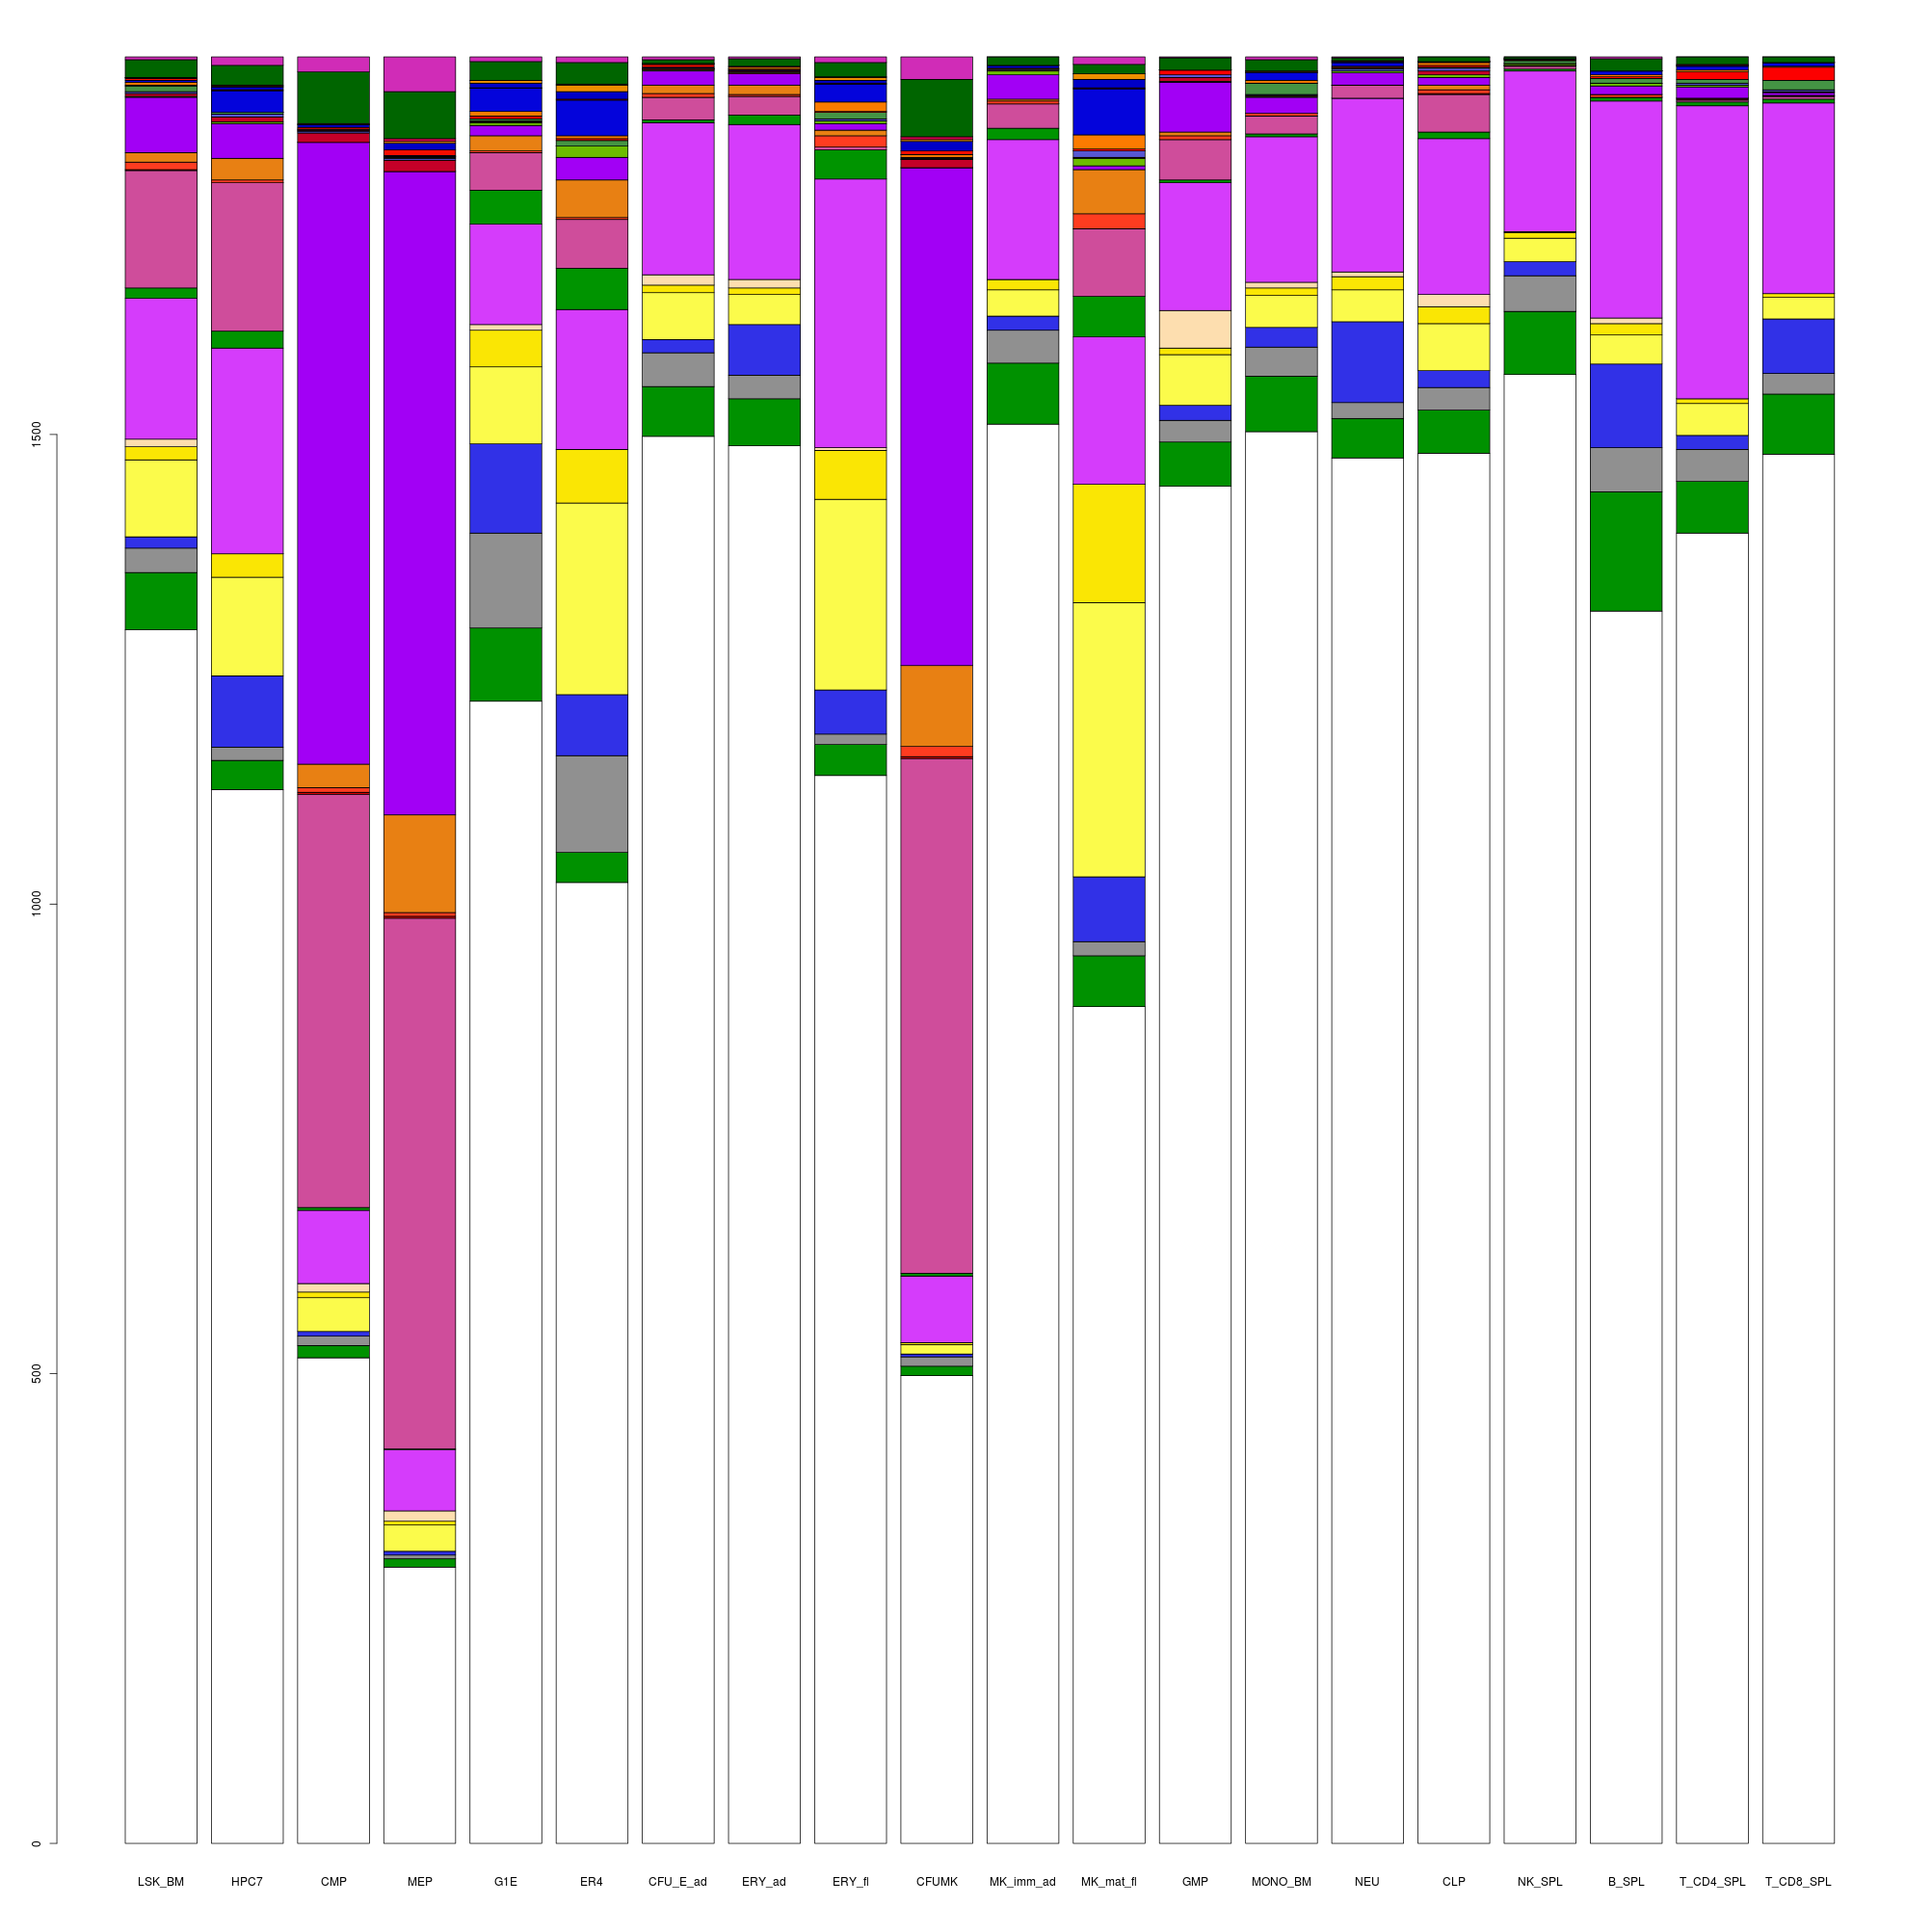 1500
1000
500
0
LSK_BM HPC7 CMP MEP G1E ER4 CFU_E_ad ERY_ad ERY_fl CFUMK MK_imm_ad MK_mat_fl GMP MONO_BM NEU CLP NK_SPL B_SPL T_CD4_SPL T_CD8_SPL